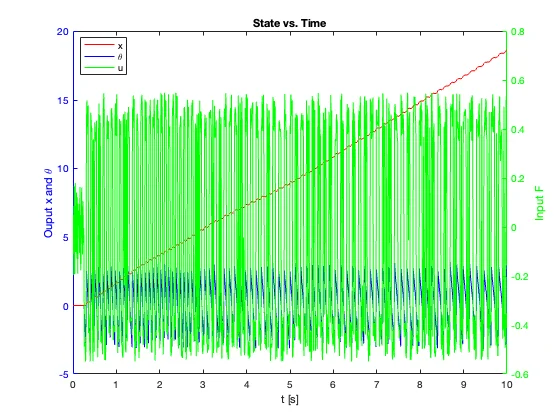 State vs. Time
x
θ
u
20
15
10
5
0
-5
Ouput x and θ
0.8
0.6
0.4
0.2
0
-0.2
-0.4
-0.6
Input F
0 1 2 3 4 5 6 7 8 9 10
t [s]